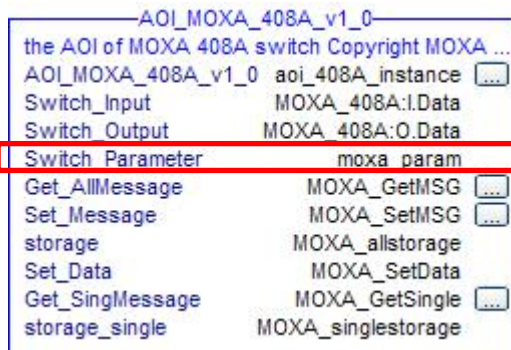 AOI_MOXA_408A_v1_0
the AOI of MOXA 408A switch Copyright MOXA ...
AOI_MOXA_408A_v1_0 aoi_408A_instance ...
Switch_Input MOXA_408A:I.Data
Switch_Output MOXA_408A:O.Data
Switch_Parameter moxa_param
Get_AllMessage MOXA_GetMSG ...
Set_Message MOXA_SetMSG ...
storage MOXA_allstorage
Set_Data MOXA_SetData
Get_SingMessage MOXA_GetSingle ...
storage_single MOXA_singlestorage